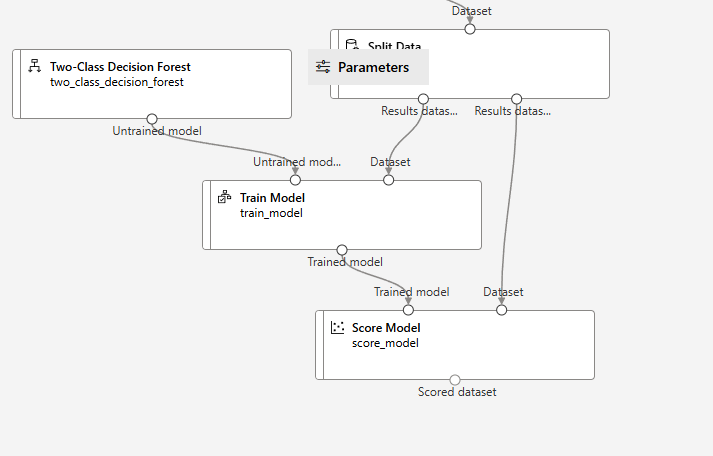 Dataset
Split Data
Parameters
Two-Class Decision Forest
two_class_decision_forest
Results datas...
Results datas...
Untrained model
Untrained mod...
Dataset
Train Model
train_model
Trained model
Trained model
Dataset
Score Model
score_model
Scored dataset